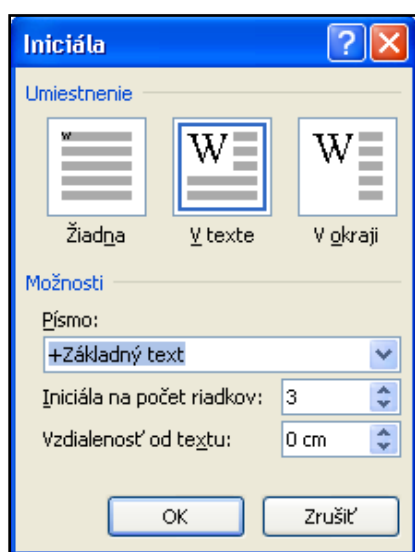 Iniciála
Umiestnenie
W W W
Žiadna V texte V okraji
Možnosti
Písmo:
+Základný text
Iniciála na počet riadkov: 3
Vzdialenosť od textu: 0 cm
OK Zrušiť